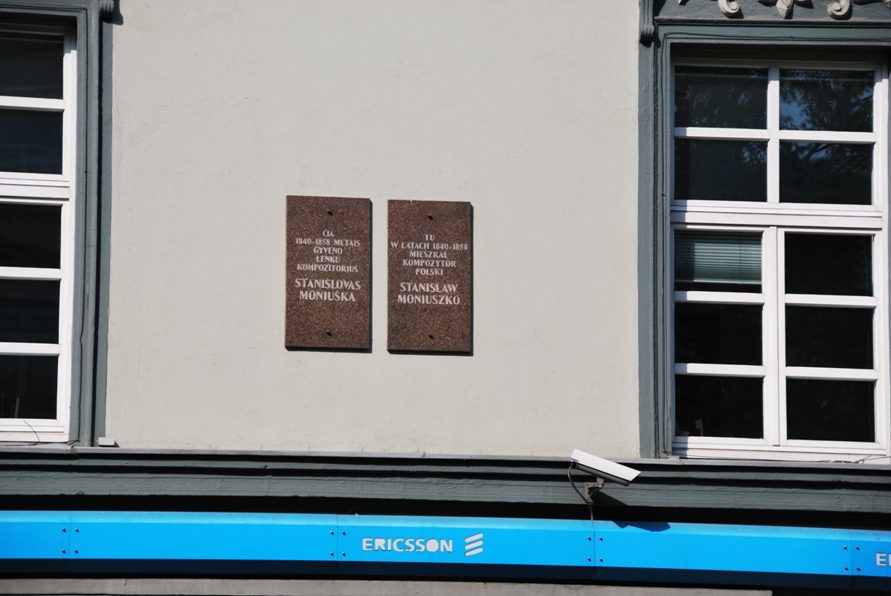 ČIA
1840-1858 METAIS
GYVENO
LENKŲ
KOMPOZITORIUS
STANISLOVAS
MONIUŠKA
TU
W LATACH 1840-1858
MIESZKAŁ
KOMPOZYTOR
POLSKI
STANISŁAW
MONIUSZKO
ERICSSON
ER